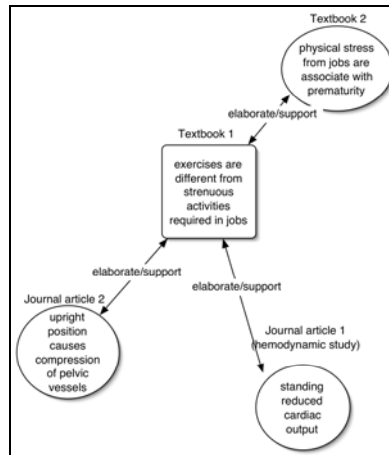 Textbook 2
physical stress
from jobs are
associate with
prematurity
elaborate/support
Textbook 1
exercises are
different from
strenuous
activities
required in jobs
elaborate/support
elaborate/support
Journal article 2
upright
position
causes
compression
of pelvic
vessels
Journal article 1
(hemodynamic study)
standing
reduced
cardiac
output